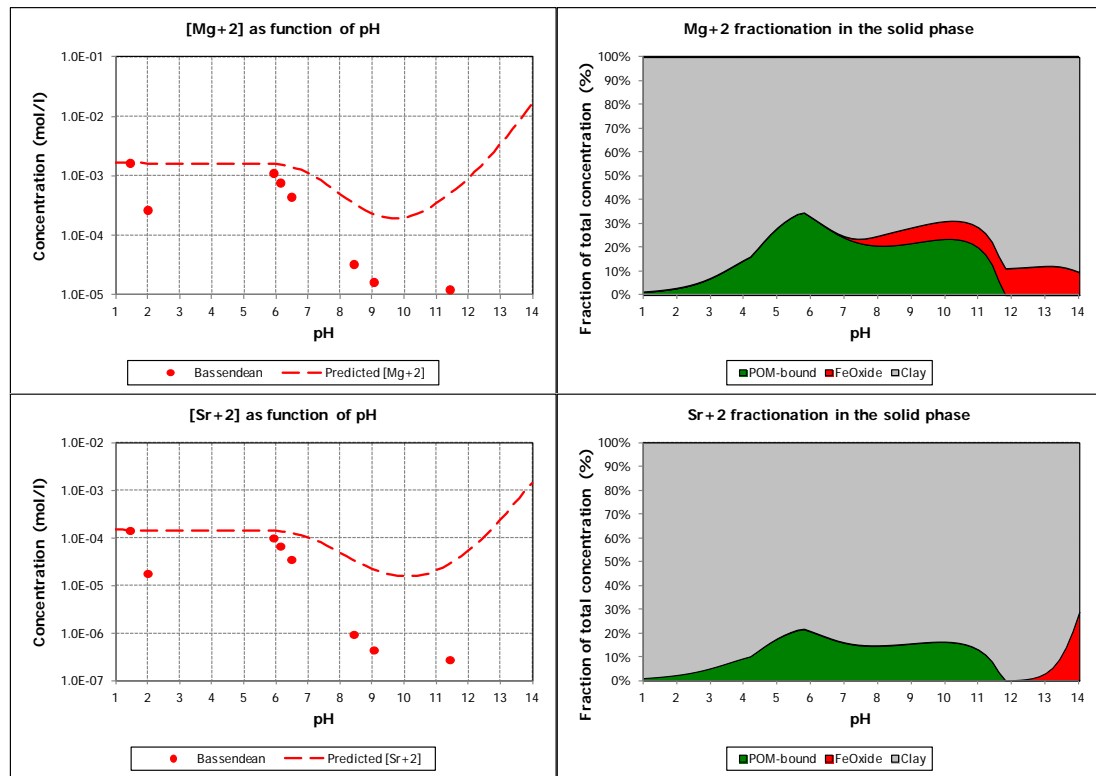 [Mg+2] as function of pH
Concentration (mol/l)
1.0E-01
1.0E-02
1.0E-03
1.0E-04
1.0E-05
1 2 3 4 5 6 7 8 9 10 11 12 13 14
pH
Bassendean Predicted [Mg+2]
Mg+2 fractionation in the solid phase
Fraction of total concentration (%)
100%
90%
80%
70%
60%
50%
40%
30%
20%
10%
0%
1 2 3 4 5 6 7 8 9 10 11 12 13 14
pH
POM-bound FeOxide Clay
[Sr+2] as function of pH
Concentration (mol/l)
1.0E-02
1.0E-03
1.0E-04
1.0E-05
1.0E-06
1.0E-07
1 2 3 4 5 6 7 8 9 10 11 12 13 14
pH
Bassendean Predicted [Sr+2]
Sr+2 fractionation in the solid phase
Fraction of total concentration (%)
100%
90%
80%
70%
60%
50%
40%
30%
20%
10%
0%
1 2 3 4 5 6 7 8 9 10 11 12 13 14
pH
POM-bound FeOxide Clay